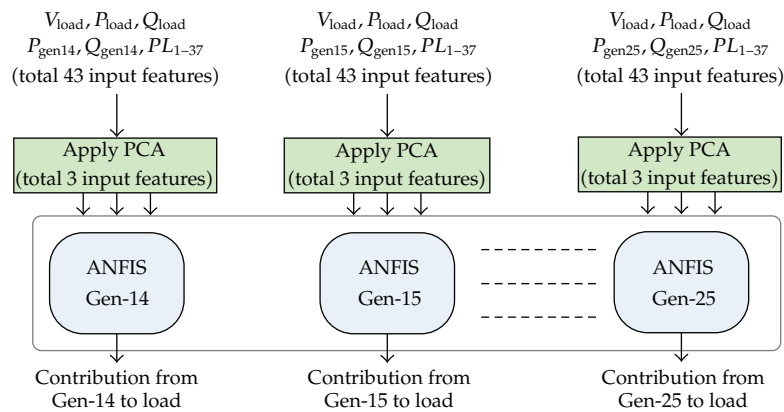 V_load, P_load, Q_load
P_gen14, Q_gen14, PL_1–37
(total 43 input features)
Apply PCA
(total 3 input features)
ANFIS
Gen-14
Contribution from
Gen-14 to load
V_load, P_load, Q_load
P_gen15, Q_gen15, PL_1–37
(total 43 input features)
Apply PCA
(total 3 input features)
ANFIS
Gen-15
Contribution from
Gen-15 to load
V_load, P_load, Q_load
P_gen25, Q_gen25, PL_1–37
(total 43 input features)
Apply PCA
(total 3 input features)
ANFIS
Gen-25
Contribution from
Gen-25 to load